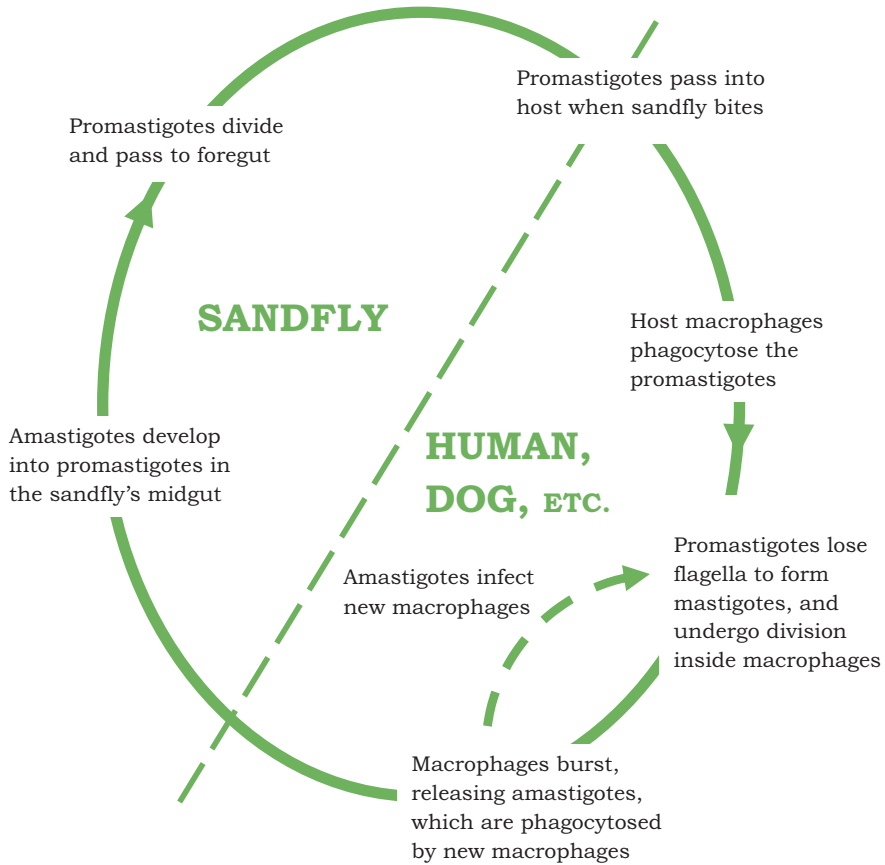 Promastigotes pass into
host when sandfly bites
Promastigotes divide
and pass to foregut
SANDFLY
Host macrophages
phagocytose the
promastigotes
Amastigotes develop
into promastigotes in
the sandfly’s midgut
HUMAN,
DOG, ETC.
Promastigotes lose
flagella to form
mastigotes, and
undergo division
inside macrophages
Amastigotes infect
new macrophages
Macrophages burst,
releasing amastigotes,
which are phagocytosed
by new macrophages